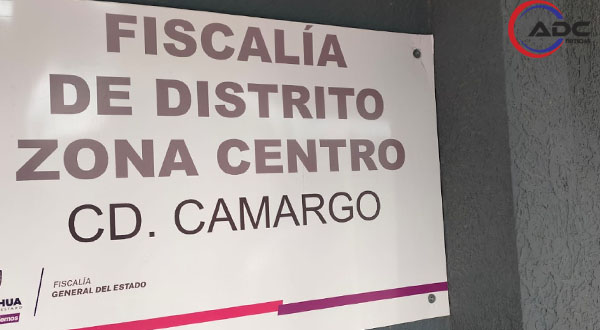 FISCALÍA
DE DISTRITO
ZONA CENTRO
CD. CAMARGO
FISCALÍA
GENERAL DEL ESTADO
ADC